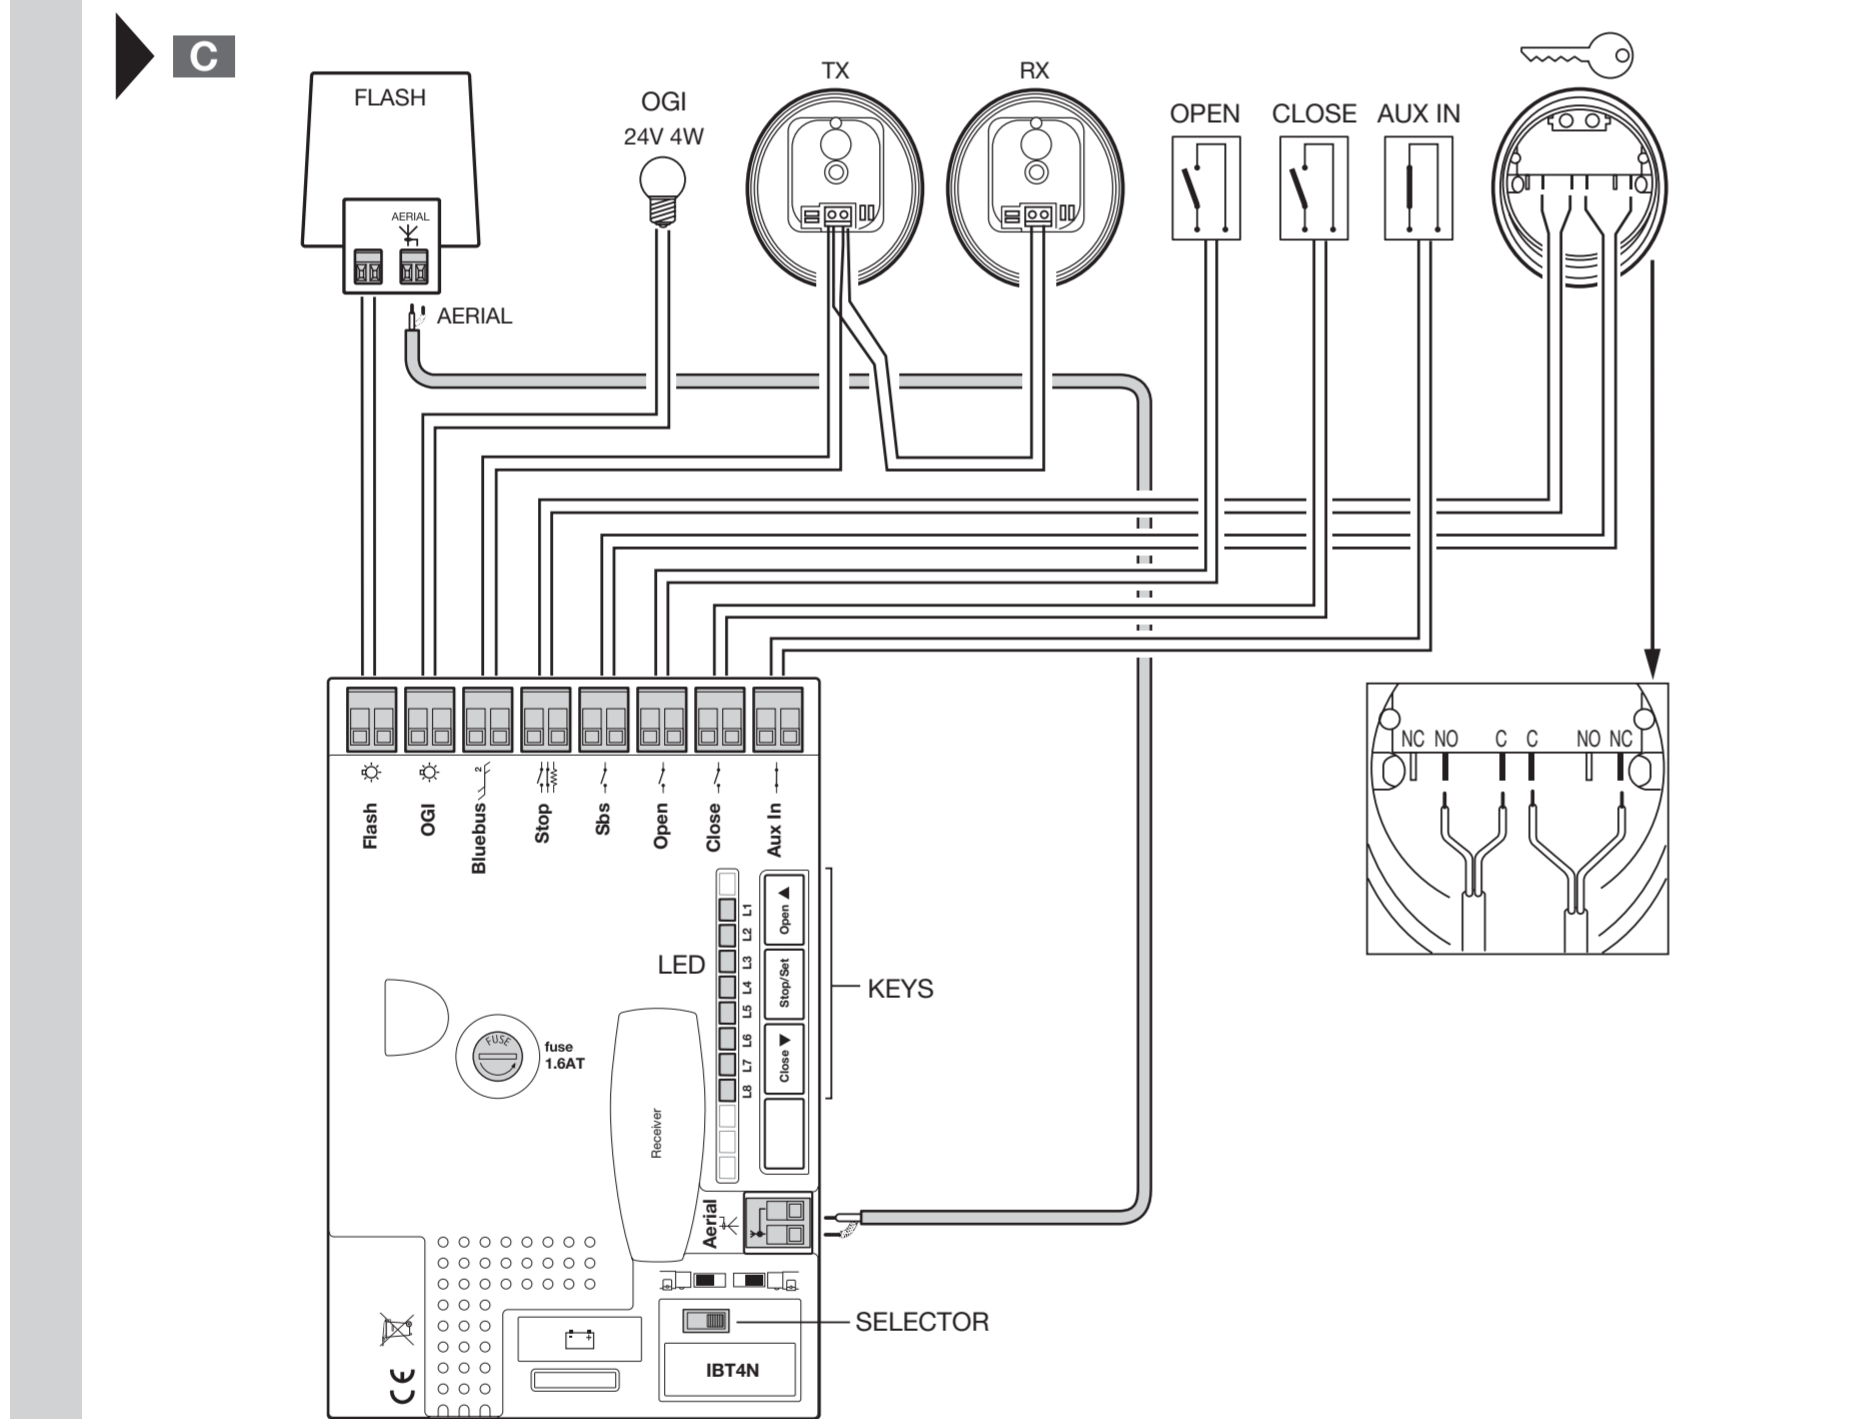 C
FLASH
AERIAL
AERIAL
OGI
24V 4W
TX
RX
OPEN
CLOSE
AUX IN
NC NO C C NO NC
2
Flash
OGI
Bluebus
Stop
Sbs
Open
Close
Aux In
LED
L1
L2
L3
L4
L5
L6
L7
L8
Open ▲
Stop/Set
Close ▼
KEYS
FUSE
fuse
1.6AT
Receiver
Aerial
SELECTOR
IBT4N
- +
CE